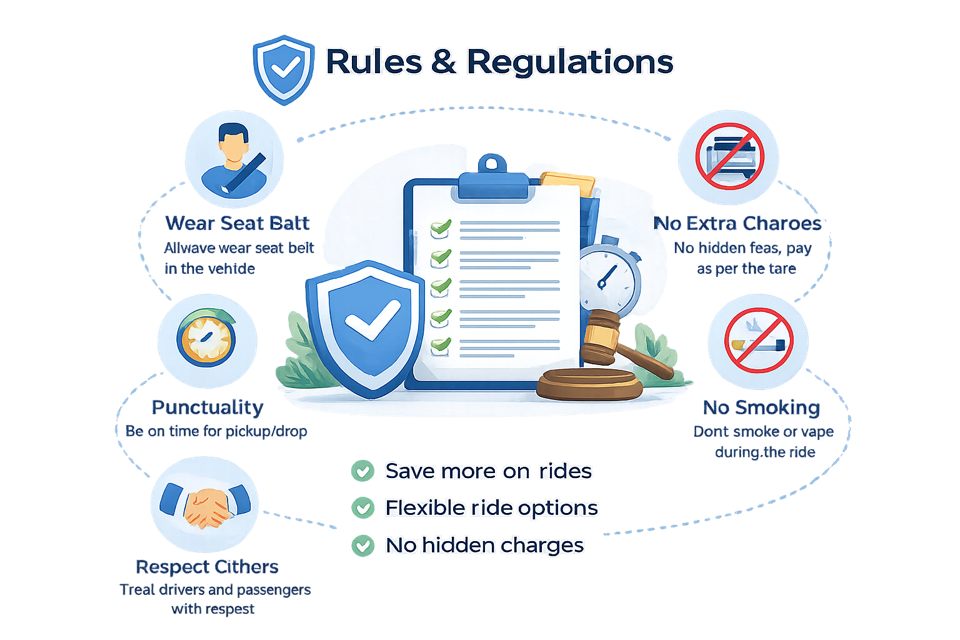 Rules & Regulations
Wear Seat Batt
Allwave wear seat belt
in the vehide
No Extra Charoes
No hidden feas, pay
as per the tare
Punctuality
Be on time for pickup/drop
No Smoking
Dont smoke or vape
during.the ride
Respect Cithers
Treal drivers and passengers
with respest
Save more on rides
Flexible ride options
No hidden charges